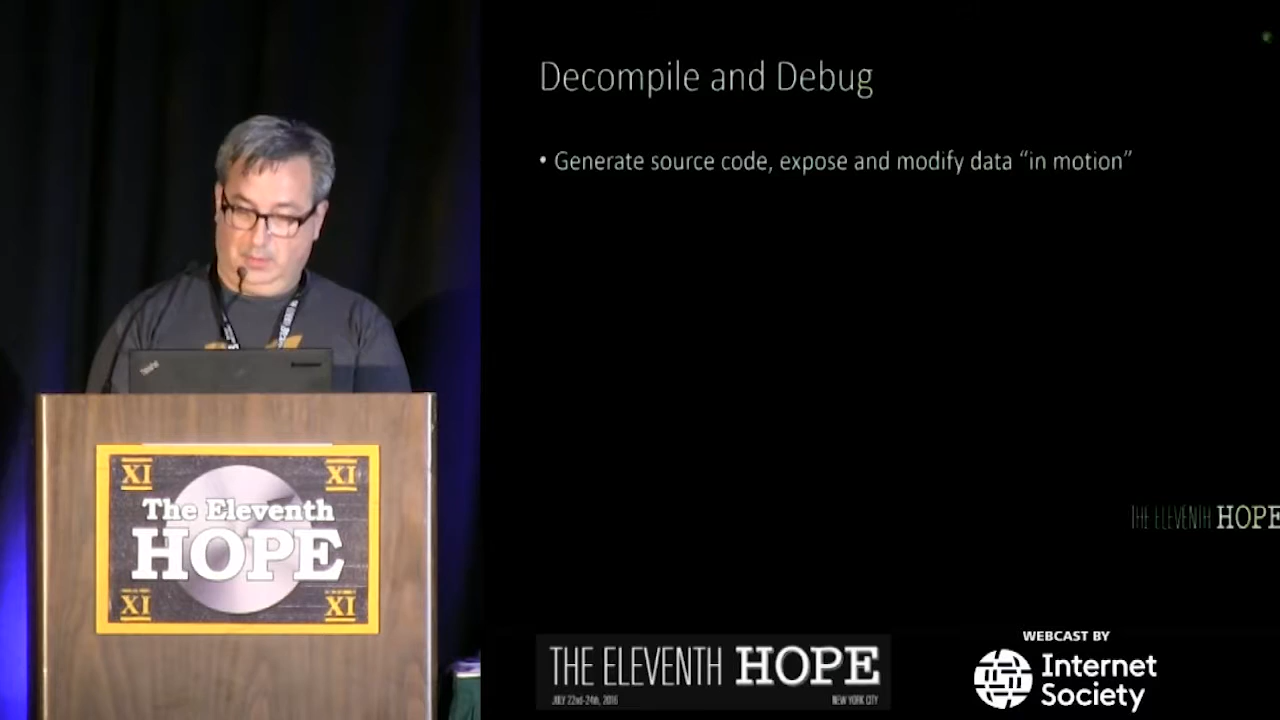 Decompile and Debug
• Generate source code, expose and modify data “in motion”
ThinkPad
XI XI
The Eleventh
HOPE
XI XI
THE ELEVENTH HOPE
THE ELEVENTH HOPE
JULY 22nd-24th, 2016 NEW YORK CITY
WEBCAST BY
Internet
Society